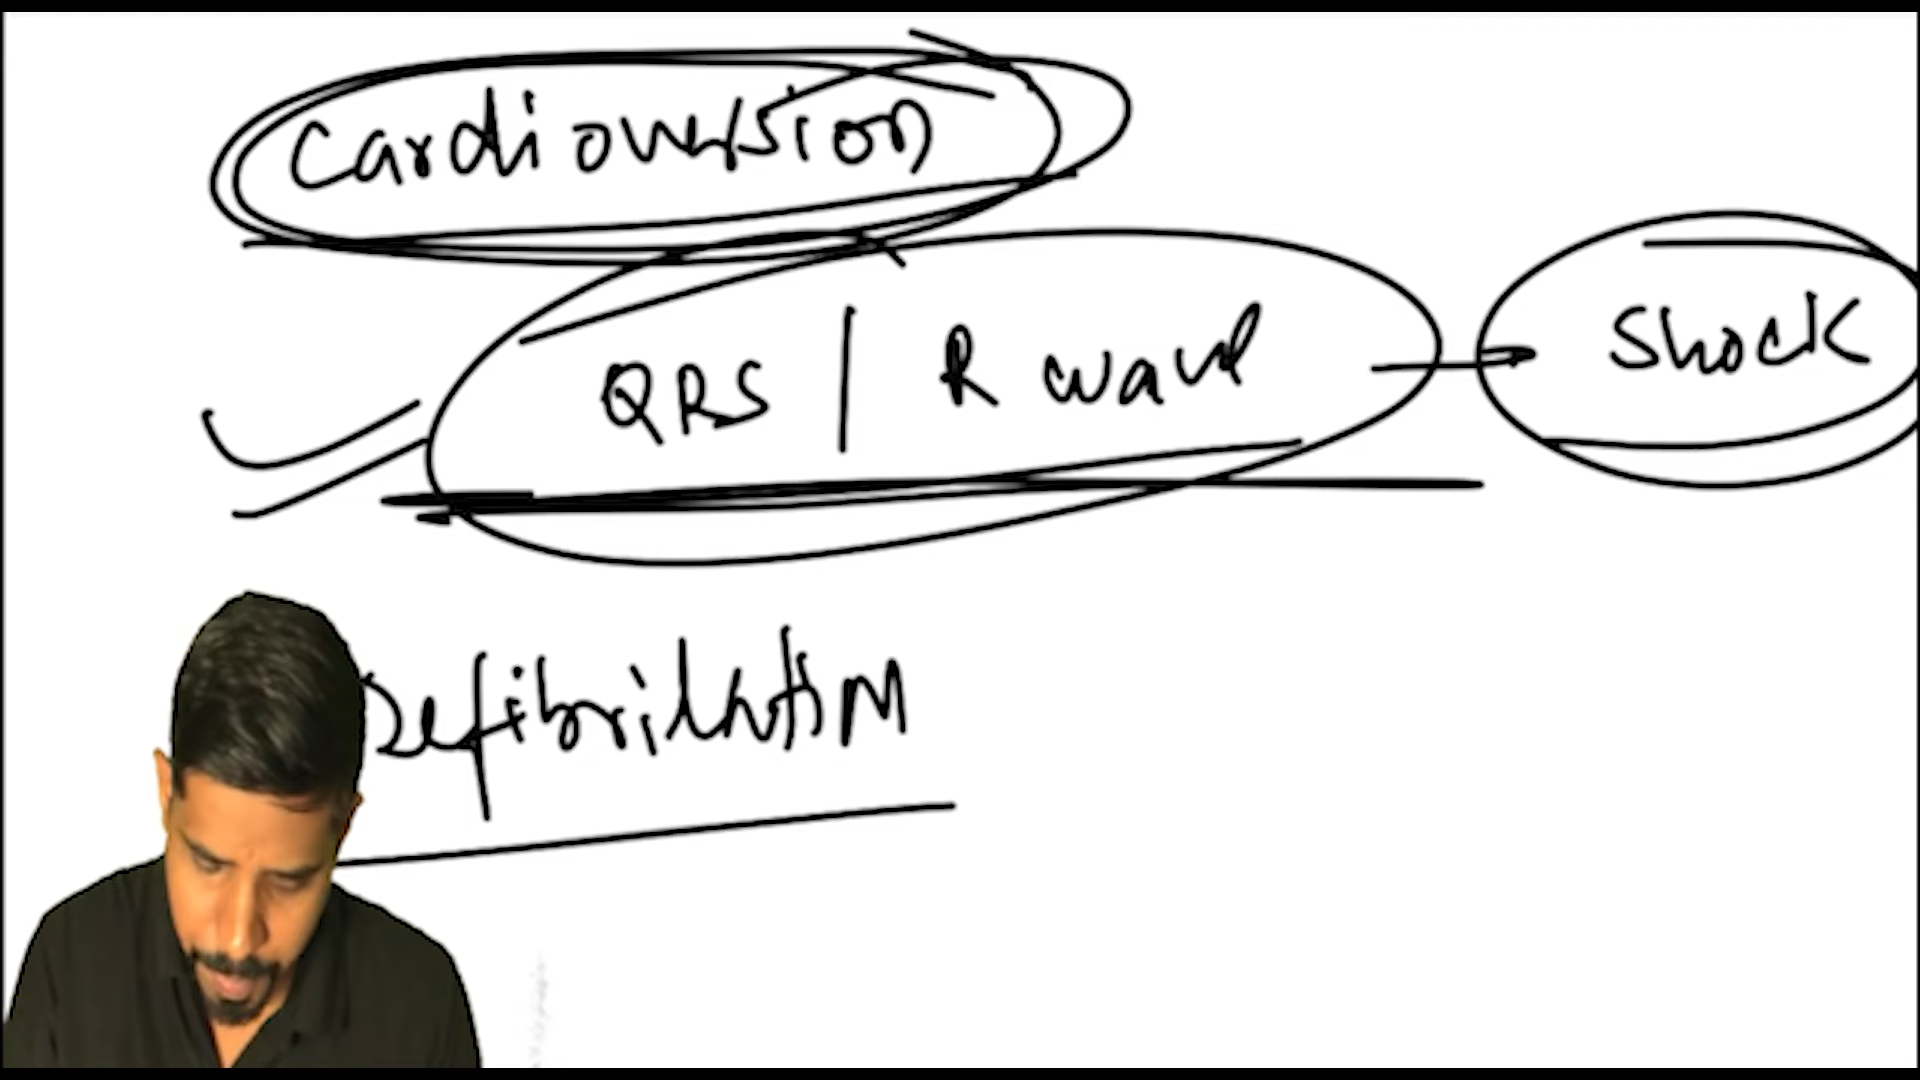 Cardioversion
QRS | R wave → Shock
Defibrillation